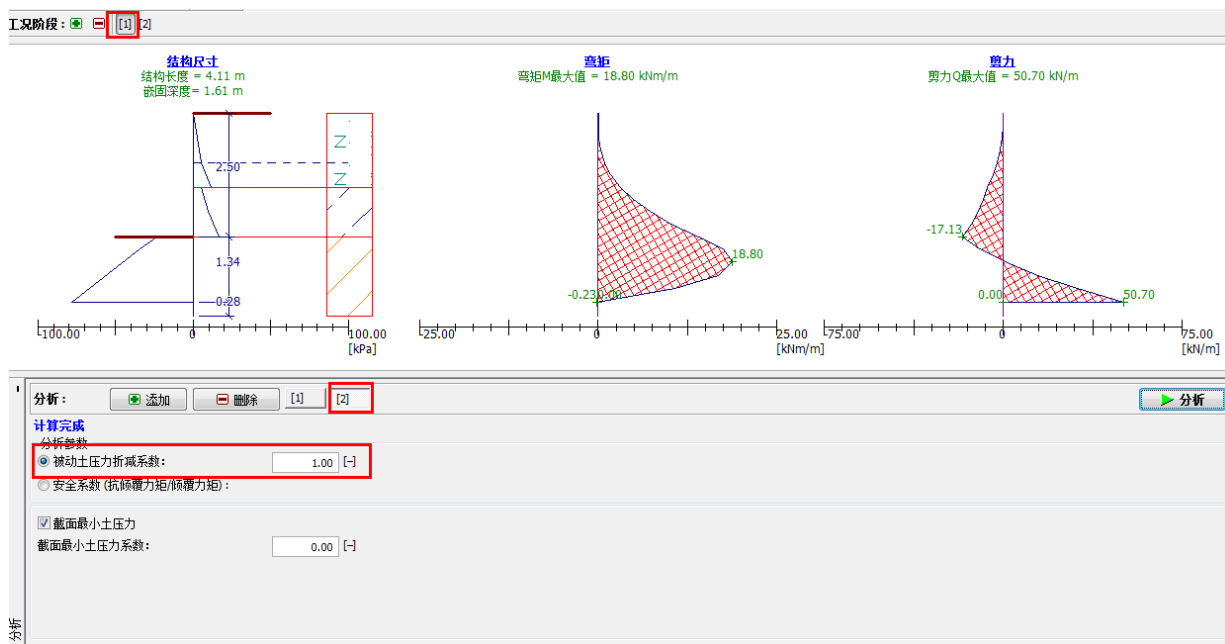 工况阶段： [1] [2]
结构尺寸
结构长度 = 4.11 m
嵌固深度= 1.61 m
弯矩
弯矩M最大值 = 18.80 kNm/m
剪力
剪力Q最大值 = 50.70 kN/m
Z
2.50
Z
-17.13
1.34
18.80
0.28
-0.23
0.00
0.00
50.70
-100.00 0 100.00
[kPa]
-25.00 0 25.00
[kNm/m]
-75.00 0 75.00
[kN/m]
分析： 添加 删除 [1] [2] 分析
计算完成
分析参数
被动土压力折减系数： 1.00 [-]
安全系数 (抗倾覆力矩/倾覆力矩)：
截面最小土压力
截面最小土压力系数： 0.00 [-]
分析